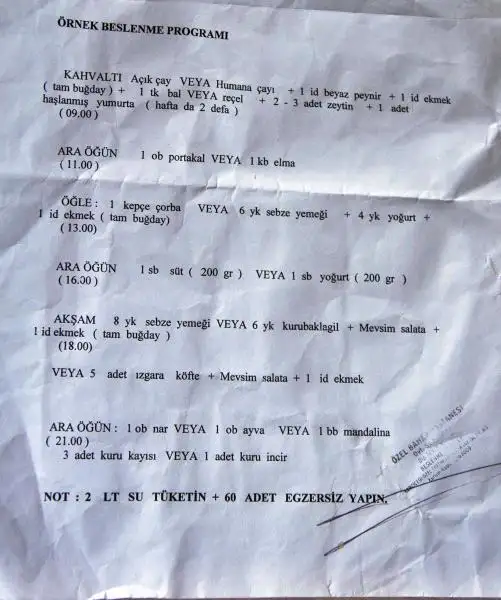 ÖRNEK BESLENME PROGRAMI
KAHVALTI Açık çay VEYA Humana çayı + 1 id beyaz peynir + 1 id ekmek
( tam buğday ) + 1 tk bal VEYA reçel + 2 - 3 adet zeytin + 1 adet
haşlanmış yumurta ( hafta da 2 defa )
( 09.00 )
ARA ÖĞÜN 1 ob portakal VEYA 1 kb elma
( 11.00 )
ÖĞLE : 1 kepçe çorba VEYA 6 yk sebze yemeği + 4 yk yoğurt +
1 id ekmek ( tam buğday)
( 13.00)
ARA ÖĞÜN 1 sb süt ( 200 gr ) VEYA 1 sb yoğurt ( 200 gr )
( 16.00 )
AKŞAM 8 yk sebze yemeği VEYA 6 yk kurubaklagil + Mevsim salata +
1 id ekmek ( tam buğday )
(18.00)
VEYA 5 adet ızgara köfte + Mevsim salata + 1 id ekmek
ARA ÖĞÜN : 1 ob nar VEYA 1 ob ayva VEYA 1 bb mandalina
( 21.00 )
3 adet kuru kayısı VEYA 1 adet kuru incir
NOT : 2 LT SU TÜKETİN + 60 ADET EGZERSİZ YAPIN.
ÖZEL